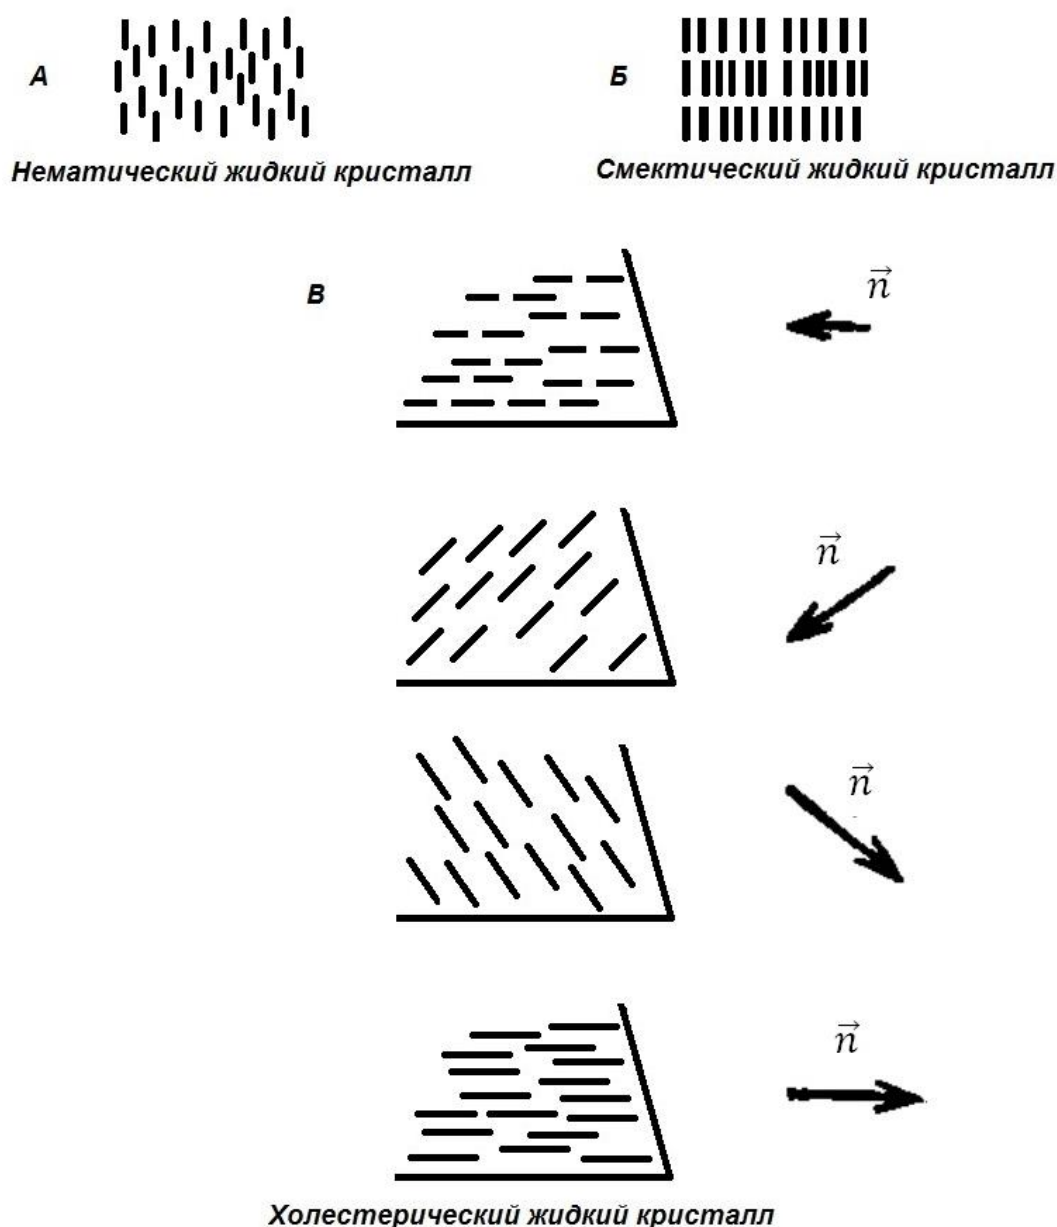 А
Б
Нематический жидкий кристалл
Смектический жидкий кристалл
В
n⃗
n⃗
n⃗
n⃗
Холестерический жидкий кристалл